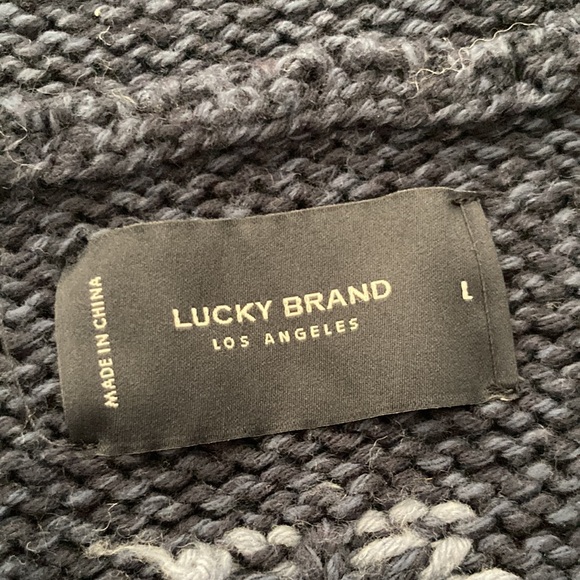 MADE IN CHINA
LUCKY BRAND
LOS ANGELES
L